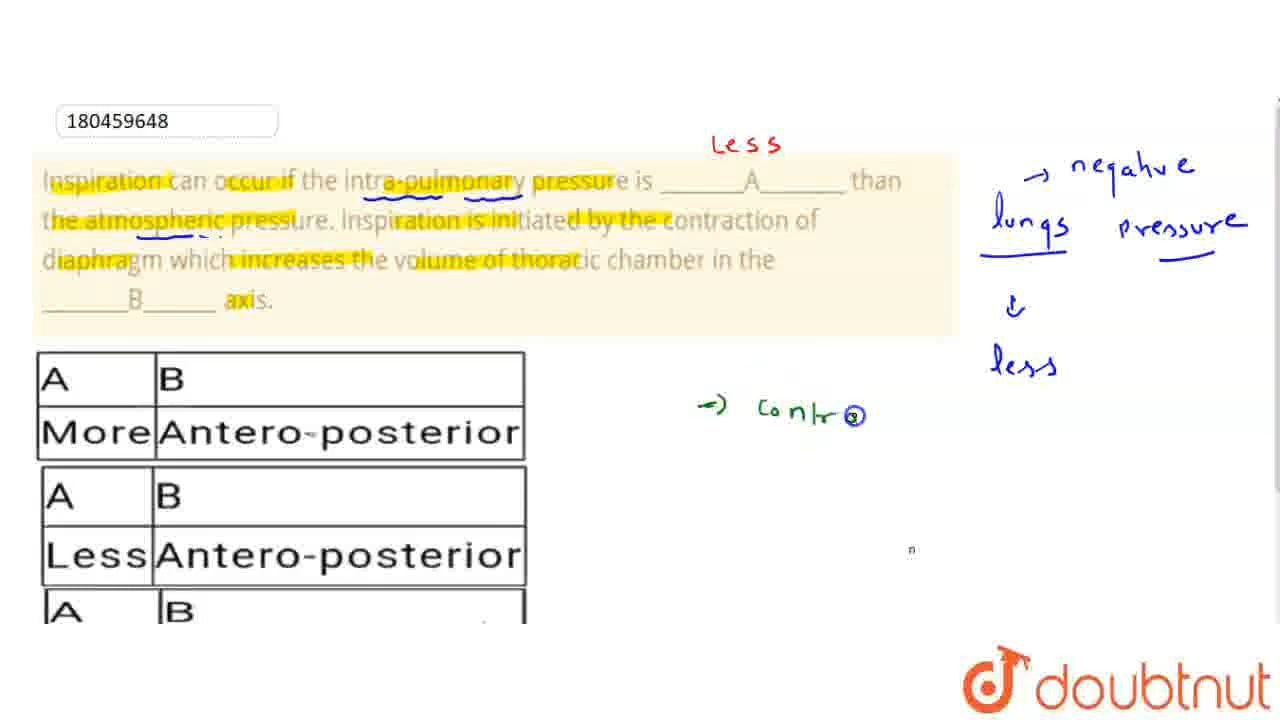 180459648
Less
Inspiration can occur if the intra-pulmonary pressure is _______A_______ than
the atmospheric pressure. Inspiration is initiated by the contraction of
diaphragm which increases the volume of thoracic chamber in the
_______B______ axis.
→ negative
lungs pressure
↓
less
A B
More Antero-posterior
→ contra
A B
Less Antero-posterior
n
A B
doubtnut